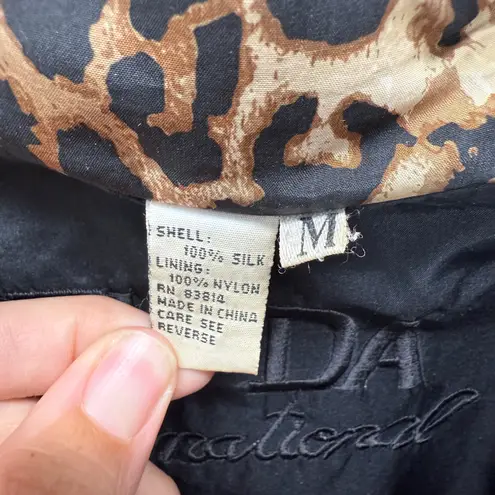 SHELL:
100% SILK
LINING:
100% NYLON
RN 83814
MADE IN CHINA
CARE SEE
REVERSE
M
DA
national